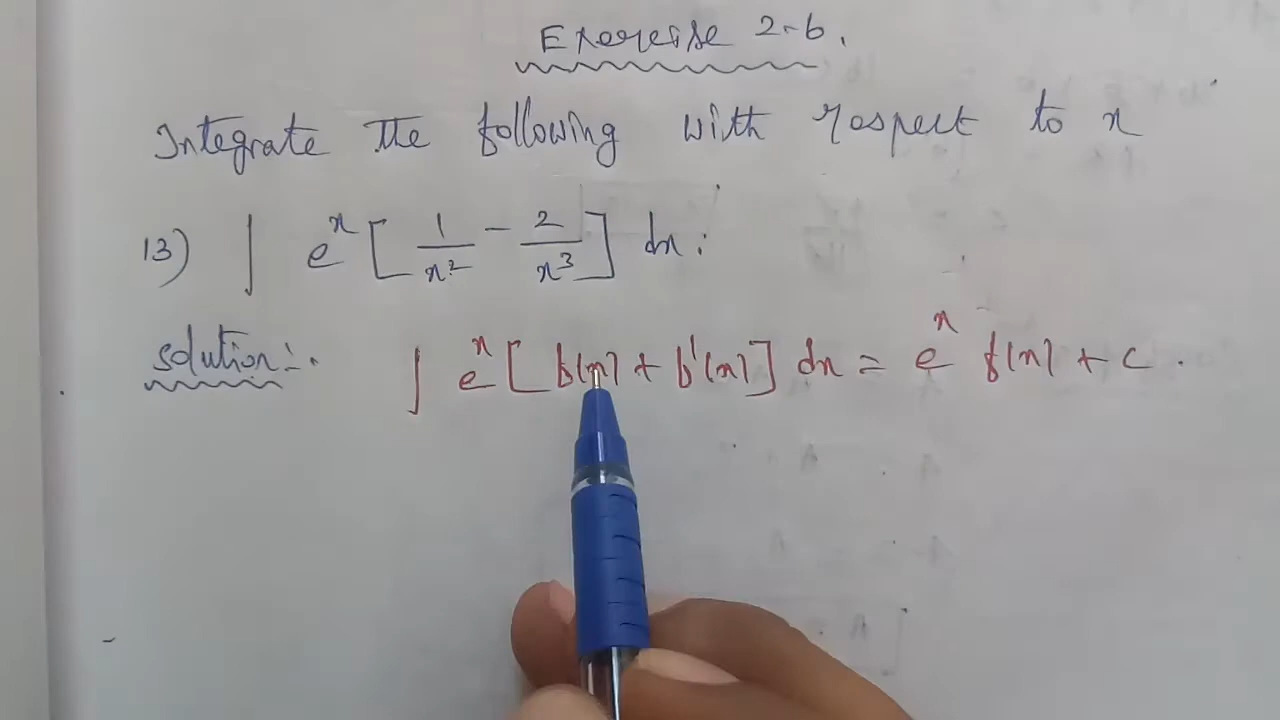 Exercise 2.6.
Integrate the following with respect to x
13) ∫ e^x [ 1/x² - 2/x³ ] dx :
Solution :-. ∫ e^x [ f(x) + f'(x) ] dx = e^x f(x) + c .